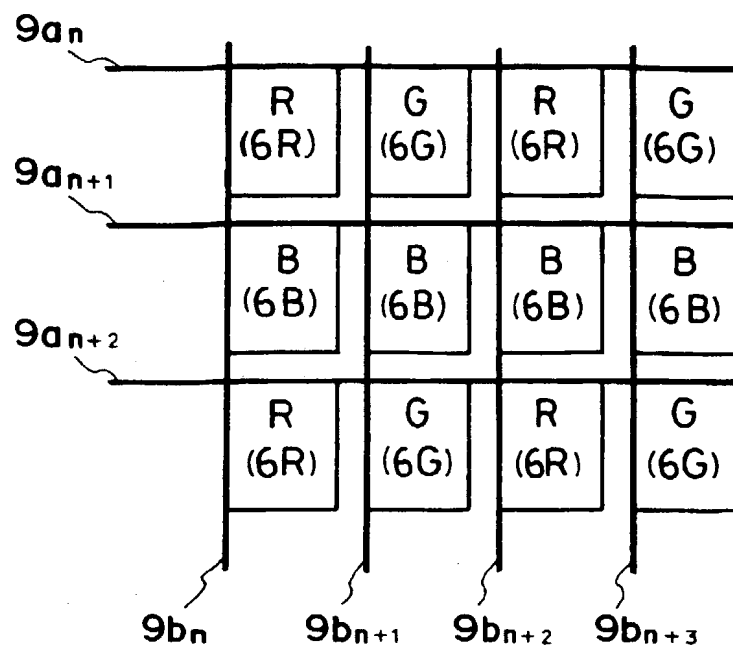 9aₙ
R G R G
(6R) (6G) (6R) (6G)
9aₙ₊₁
B B B B
(6B) (6B) (6B) (6B)
9aₙ₊₂
R G R G
(6R) (6G) (6R) (6G)
9bₙ 9bₙ₊₁ 9bₙ₊₂ 9bₙ₊₃